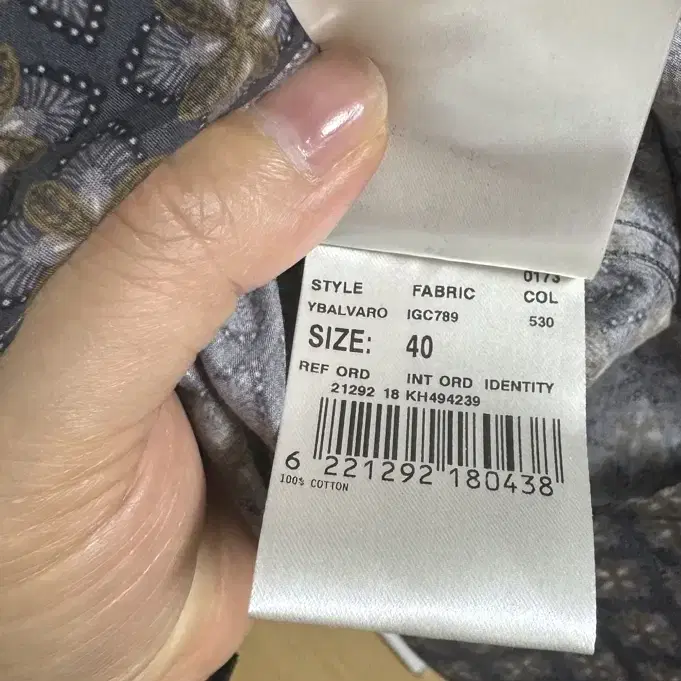 0173
STYLE FABRIC COL
YBALVARO IGC789 530
SIZE: 40
REF ORD INT ORD IDENTITY
21292 18 KH494239
6 221292 180438
100% COTTON